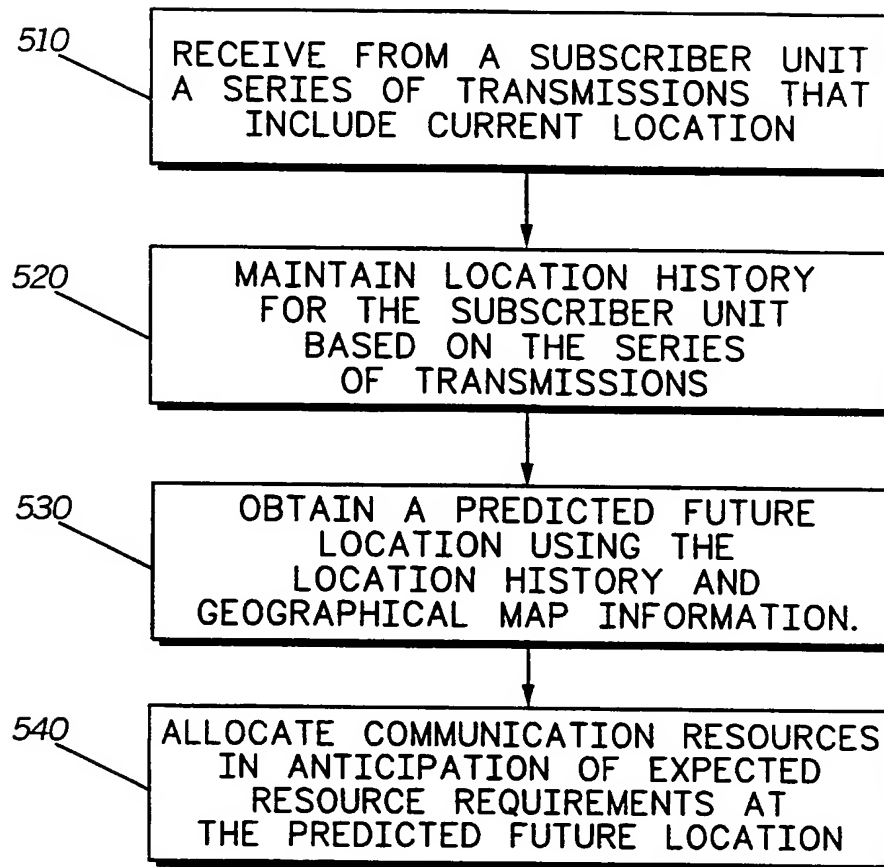 510
RECEIVE FROM A SUBSCRIBER UNIT
A SERIES OF TRANSMISSIONS THAT
INCLUDE CURRENT LOCATION
520
MAINTAIN LOCATION HISTORY
FOR THE SUBSCRIBER UNIT
BASED ON THE SERIES
OF TRANSMISSIONS
530
OBTAIN A PREDICTED FUTURE
LOCATION USING THE
LOCATION HISTORY AND
GEOGRAPHICAL MAP INFORMATION.
540
ALLOCATE COMMUNICATION RESOURCES
IN ANTICIPATION OF EXPECTED
RESOURCE REQUIREMENTS AT
THE PREDICTED FUTURE LOCATION